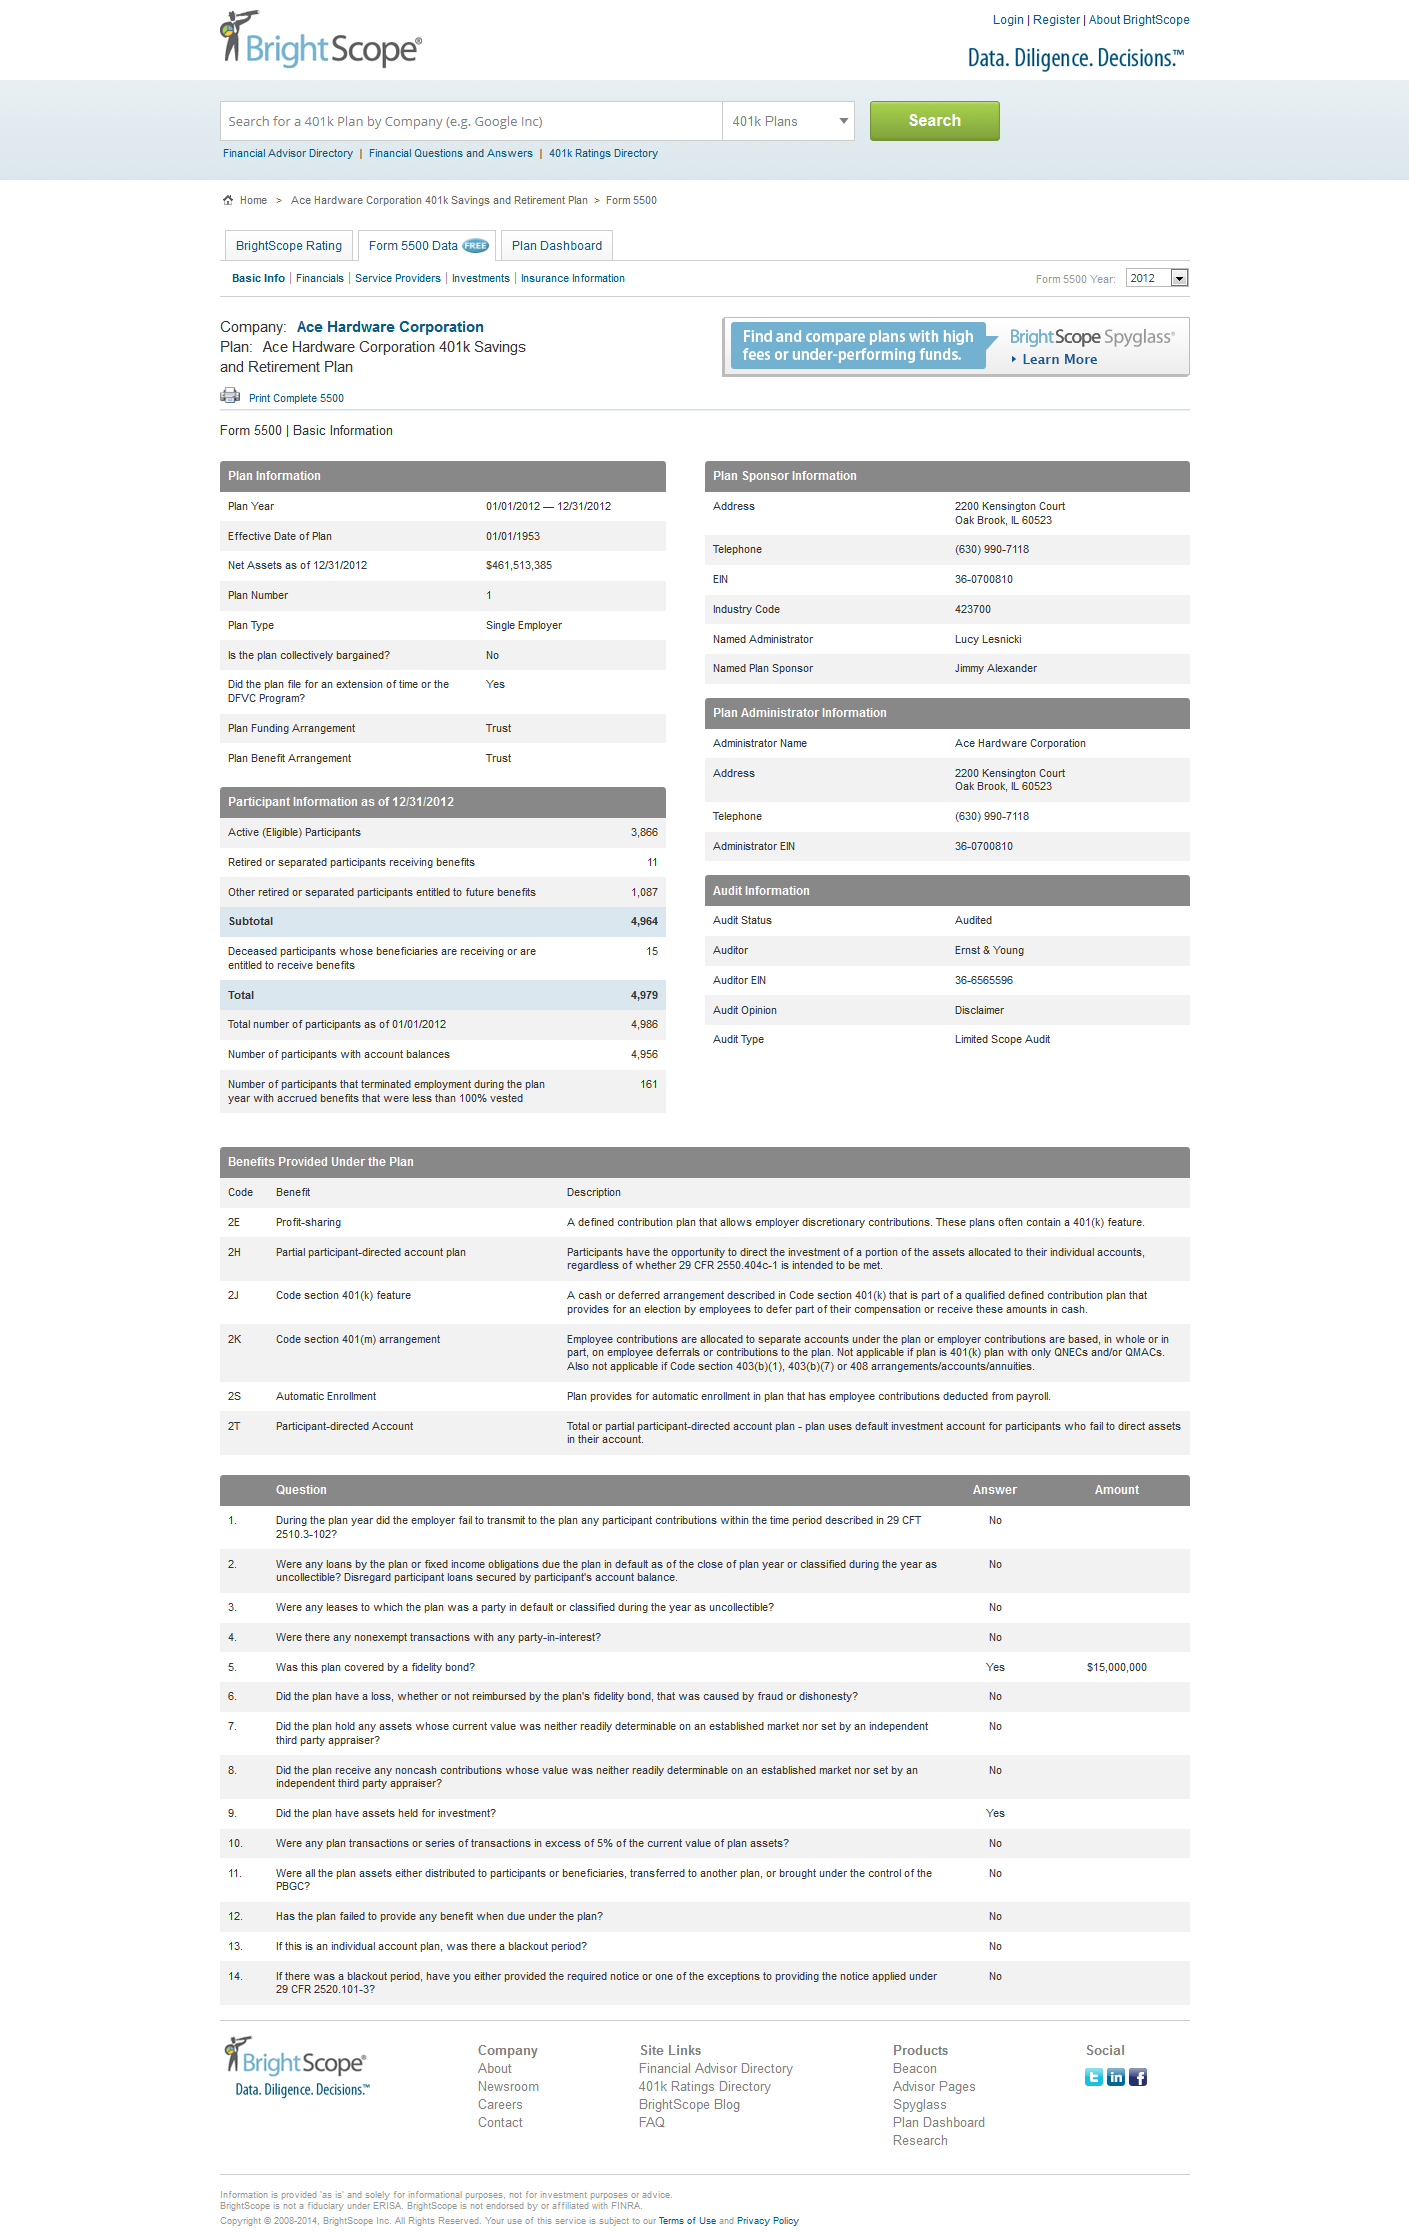 BrightScope®
Login | Register | About BrightScope
Data. Diligence. Decisions.™
Search for a 401k Plan by Company (e.g. Google Inc)
401k Plans
Search
Financial Advisor Directory | Financial Questions and Answers | 401k Ratings Directory
Home > Ace Hardware Corporation 401k Savings and Retirement Plan > Form 5500
BrightScope Rating
Form 5500 Data FREE
Plan Dashboard
Basic Info | Financials | Service Providers | Investments | Insurance Information
Form 5500 Year: 2012
Company: Ace Hardware Corporation
Plan: Ace Hardware Corporation 401k Savings
and Retirement Plan
Find and compare plans with high
fees or under-performing funds.
BrightScope Spyglass®
Learn More
Print Complete 5500
Form 5500 | Basic Information
Plan Information
Plan Year 01/01/2012 — 12/31/2012
Effective Date of Plan 01/01/1953
Net Assets as of 12/31/2012 $461,513,385
Plan Number 1
Plan Type Single Employer
Is the plan collectively bargained? No
Did the plan file for an extension of time or the Yes
DFVC Program?
Plan Funding Arrangement Trust
Plan Benefit Arrangement Trust
Participant Information as of 12/31/2012
Active (Eligible) Participants 3,866
Retired or separated participants receiving benefits 11
Other retired or separated participants entitled to future benefits 1,087
Subtotal 4,964
Deceased participants whose beneficiaries are receiving or are 15
entitled to receive benefits
Total 4,979
Total number of participants as of 01/01/2012 4,986
Number of participants with account balances 4,956
Number of participants that terminated employment during the plan 161
year with accrued benefits that were less than 100% vested
Plan Sponsor Information
Address 2200 Kensington Court
Oak Brook, IL 60523
Telephone (630) 990-7118
EIN 36-0700810
Industry Code 423700
Named Administrator Lucy Lesnicki
Named Plan Sponsor Jimmy Alexander
Plan Administrator Information
Administrator Name Ace Hardware Corporation
Address 2200 Kensington Court
Oak Brook, IL 60523
Telephone (630) 990-7118
Administrator EIN 36-0700810
Audit Information
Audit Status Audited
Auditor Ernst & Young
Auditor EIN 36-6565596
Audit Opinion Disclaimer
Audit Type Limited Scope Audit
Benefits Provided Under the Plan
Code Benefit Description
2E Profit-sharing A defined contribution plan that allows employer discretionary contributions. These plans often contain a 401(k) feature.
2H Partial participant-directed account plan Participants have the opportunity to direct the investment of a portion of the assets allocated to their individual accounts,
regardless of whether 29 CFR 2550.404c-1 is intended to be met.
2J Code section 401(k) feature A cash or deferred arrangement described in Code section 401(k) that is part of a qualified defined contribution plan that
provides for an election by employees to defer part of their compensation or receive these amounts in cash.
2K Code section 401(m) arrangement Employee contributions are allocated to separate accounts under the plan or employer contributions are based, in whole or in
part, on employee deferrals or contributions to the plan. Not applicable if plan is 401(k) plan with only QNECs and/or QMACs.
Also not applicable if Code section 403(b)(1), 403(b)(7) or 408 arrangements/accounts/annuities.
2S Automatic Enrollment Plan provides for automatic enrollment in plan that has employee contributions deducted from payroll.
2T Participant-directed Account Total or partial participant-directed account plan - plan uses default investment account for participants who fail to direct assets
in their account.
Question Answer Amount
1. During the plan year did the employer fail to transmit to the plan any participant contributions within the time period described in 29 CFT No
2510.3-102?
2. Were any loans by the plan or fixed income obligations due the plan in default as of the close of plan year or classified during the year as No
uncollectible? Disregard participant loans secured by participant's account balance.
3. Were any leases to which the plan was a party in default or classified during the year as uncollectible? No
4. Were there any nonexempt transactions with any party-in-interest? No
5. Was this plan covered by a fidelity bond? Yes $15,000,000
6. Did the plan have a loss, whether or not reimbursed by the plan's fidelity bond, that was caused by fraud or dishonesty? No
7. Did the plan hold any assets whose current value was neither readily determinable on an established market nor set by an independent No
third party appraiser?
8. Did the plan receive any noncash contributions whose value was neither readily determinable on an established market nor set by an No
independent third party appraiser?
9. Did the plan have assets held for investment? Yes
10. Were any plan transactions or series of transactions in excess of 5% of the current value of plan assets? No
11. Were all the plan assets either distributed to participants or beneficiaries, transferred to another plan, or brought under the control of the No
PBGC?
12. Has the plan failed to provide any benefit when due under the plan? No
13. If this is an individual account plan, was there a blackout period? No
14. If there was a blackout period, have you either provided the required notice or one of the exceptions to providing the notice applied under No
29 CFR 2520.101-3?
BrightScope®
Data. Diligence. Decisions.™
Company
About
Newsroom
Careers
Contact
Site Links
Financial Advisor Directory
401k Ratings Directory
BrightScope Blog
FAQ
Products
Beacon
Advisor Pages
Spyglass
Plan Dashboard
Research
Social
Information is provided 'as is' and solely for informational purposes, not for investment purposes or advice.
BrightScope is not a fiduciary under ERISA. BrightScope is not endorsed by or affiliated with FINRA.
Copyright © 2008-2014, BrightScope Inc. All Rights Reserved. Your use of this service is subject to our Terms of Use and Privacy Policy